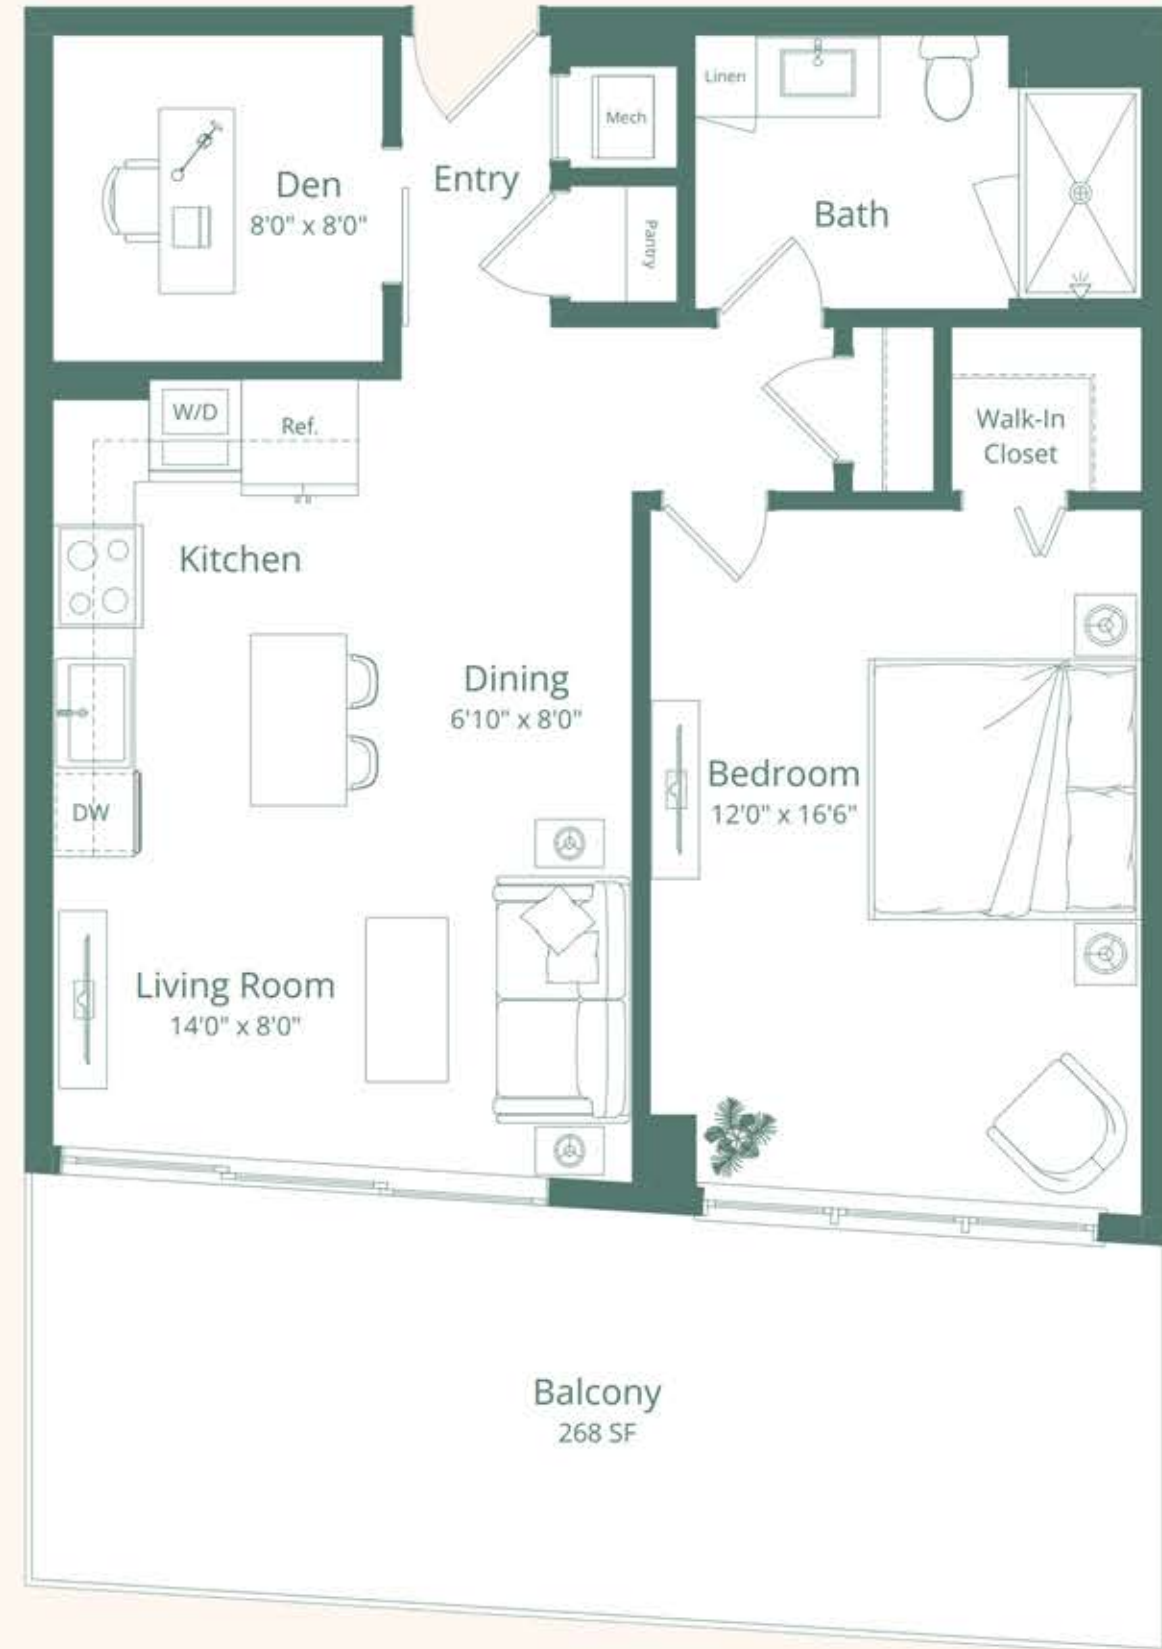 Linen
Mech
Den
8'0" x 8'0"
Entry
Pantry
Bath
W/D
Ref.
Walk-In
Closet
Kitchen
Dining
6'10" x 8'0"
Bedroom
12'0" x 16'6"
DW
Living Room
14'0" x 8'0"
Balcony
268 SF